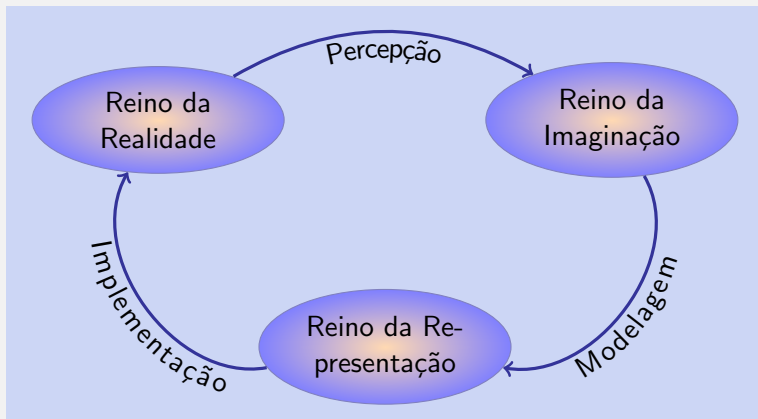 Percepção
Reino da
Realidade
Reino da
Imaginação
Implementação
Modelagem
Reino da Re-
presentação